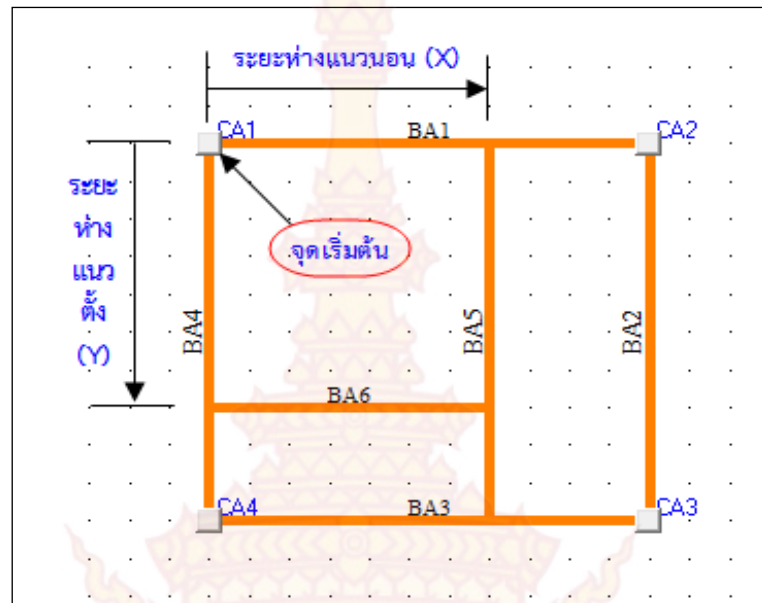 ระยะห่างแนวนอน (X)
CA1
BA1
CA2
ระยะ
ห่าง
แนว
ตั้ง
(Y)
จุดเริ่มต้น
BA4
BA5
BA2
BA6
CA4
BA3
CA3